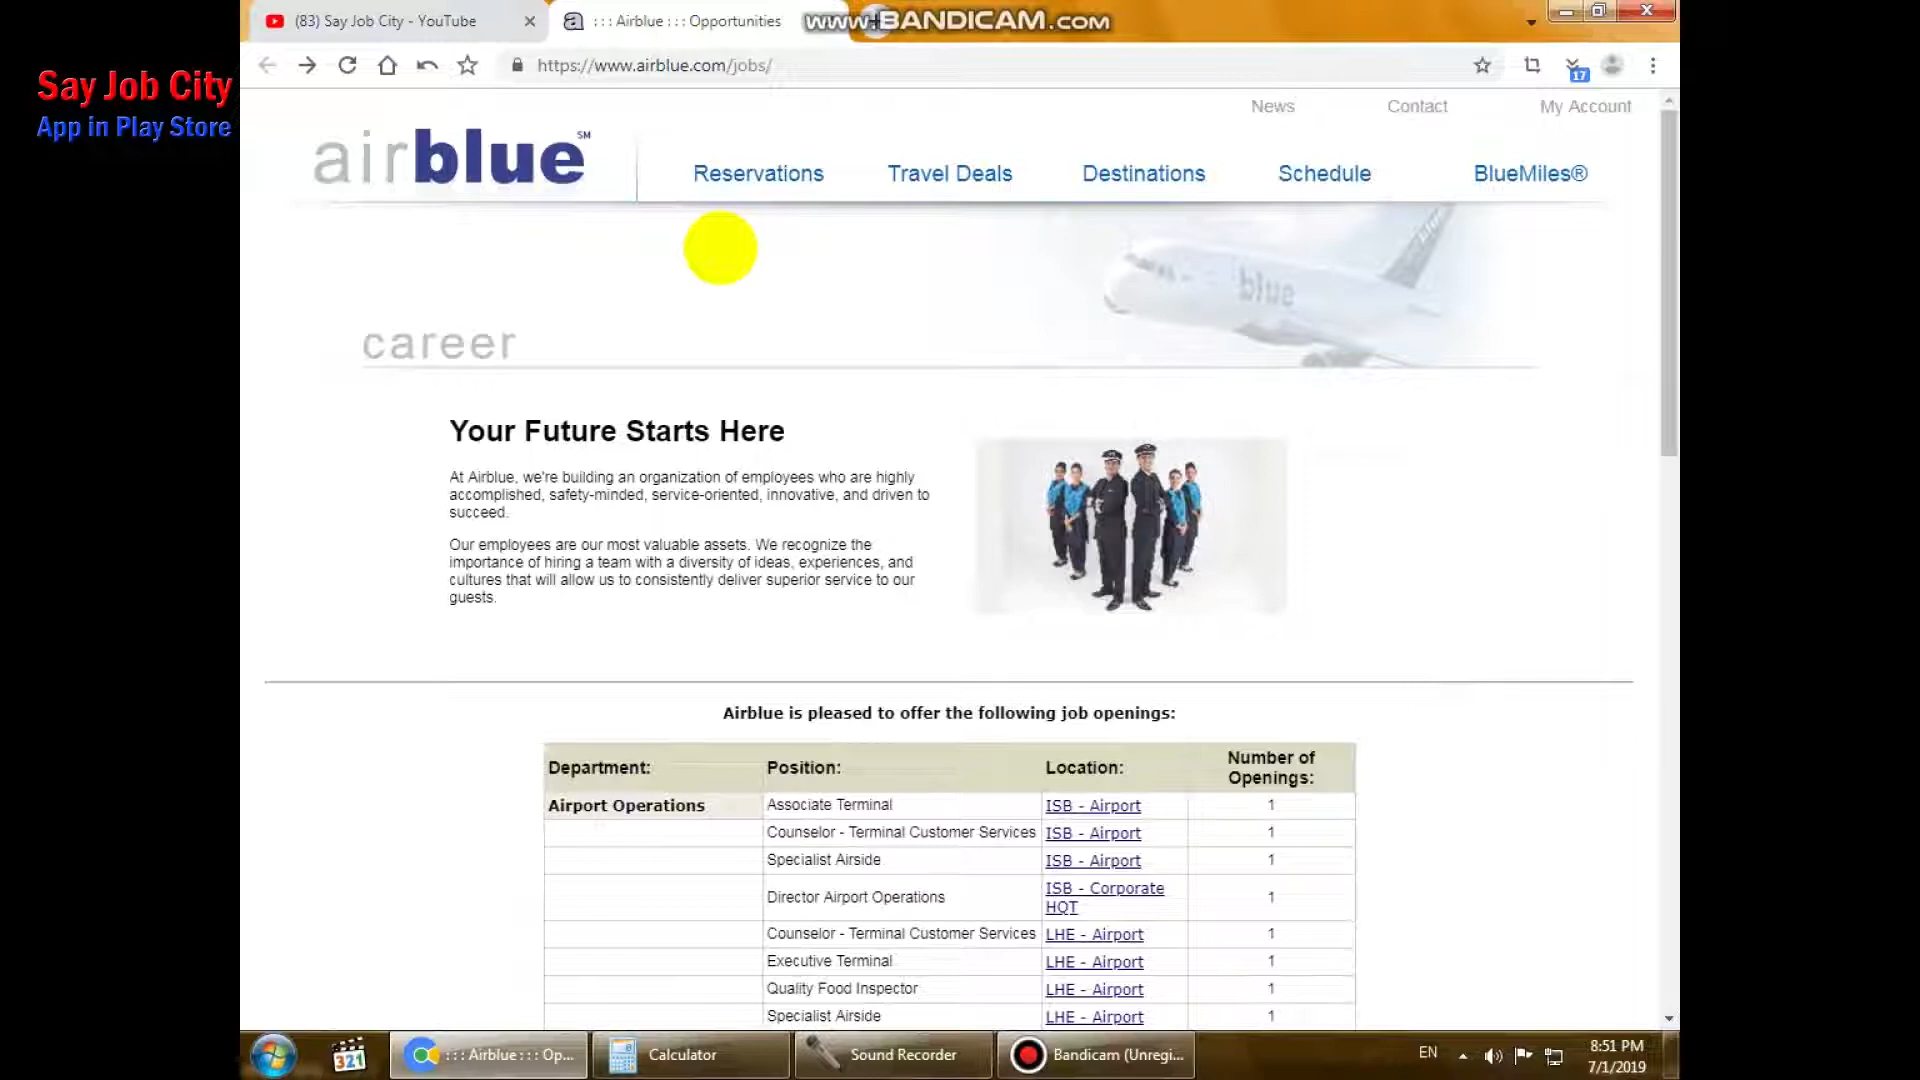 (83) Say Job City - YouTube
: : : Airblue : : : Opportunities
www.BANDICAM.com
https://www.airblue.com/jobs/
17
Say Job City
App in Play Store
News
Contact
My Account
airblue SM
Reservations
Travel Deals
Destinations
Schedule
BlueMiles®
blue
career
Your Future Starts Here
At Airblue, we're building an organization of employees who are highly
accomplished, safety-minded, service-oriented, innovative, and driven to
succeed.
Our employees are our most valuable assets. We recognize the
importance of hiring a team with a diversity of ideas, experiences, and
cultures that will allow us to consistently deliver superior service to our
guests.
Airblue is pleased to offer the following job openings:
Department: Position: Location: Number of
Openings:
Airport Operations Associate Terminal ISB - Airport 1
Counselor - Terminal Customer Services ISB - Airport 1
Specialist Airside ISB - Airport 1
Director Airport Operations ISB - Corporate
HQT 1
Counselor - Terminal Customer Services LHE - Airport 1
Executive Terminal LHE - Airport 1
Quality Food Inspector LHE - Airport 1
Specialist Airside LHE - Airport 1
321
: : : Airblue : : : Op...
Calculator
Sound Recorder
Bandicam (Unregi...
EN
8:51 PM
7/1/2019